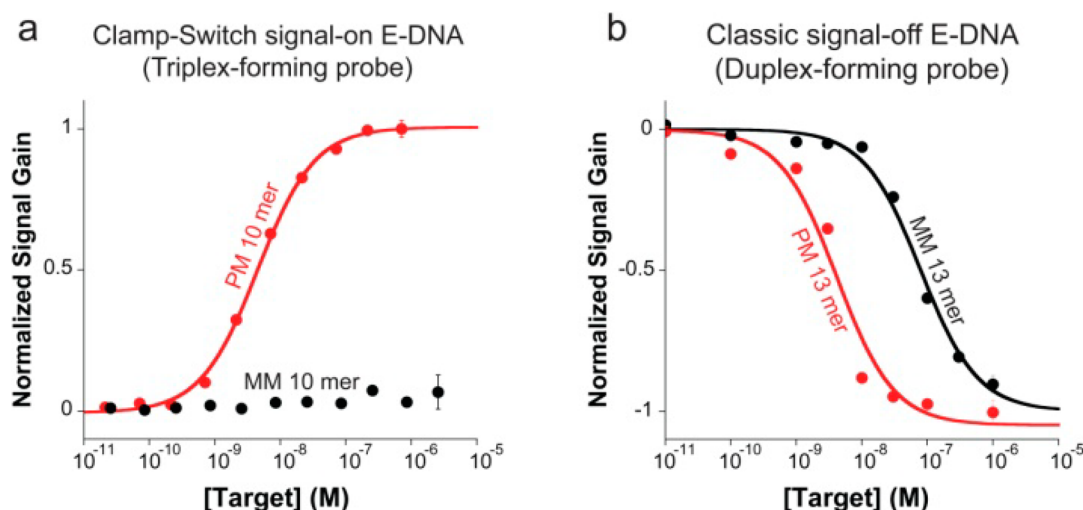 a
Clamp-Switch signal-on E-DNA
(Triplex-forming probe)
Normalized Signal Gain
1
0.5
0
PM 10 mer
MM 10 mer
10⁻¹¹ 10⁻¹⁰ 10⁻⁹ 10⁻⁸ 10⁻⁷ 10⁻⁶ 10⁻⁵
[Target] (M)
b
Classic signal-off E-DNA
(Duplex-forming probe)
Normalized Signal Gain
0
-0.5
-1
PM 13 mer
MM 13 mer
10⁻¹¹ 10⁻¹⁰ 10⁻⁹ 10⁻⁸ 10⁻⁷ 10⁻⁶ 10⁻⁵
[Target] (M)